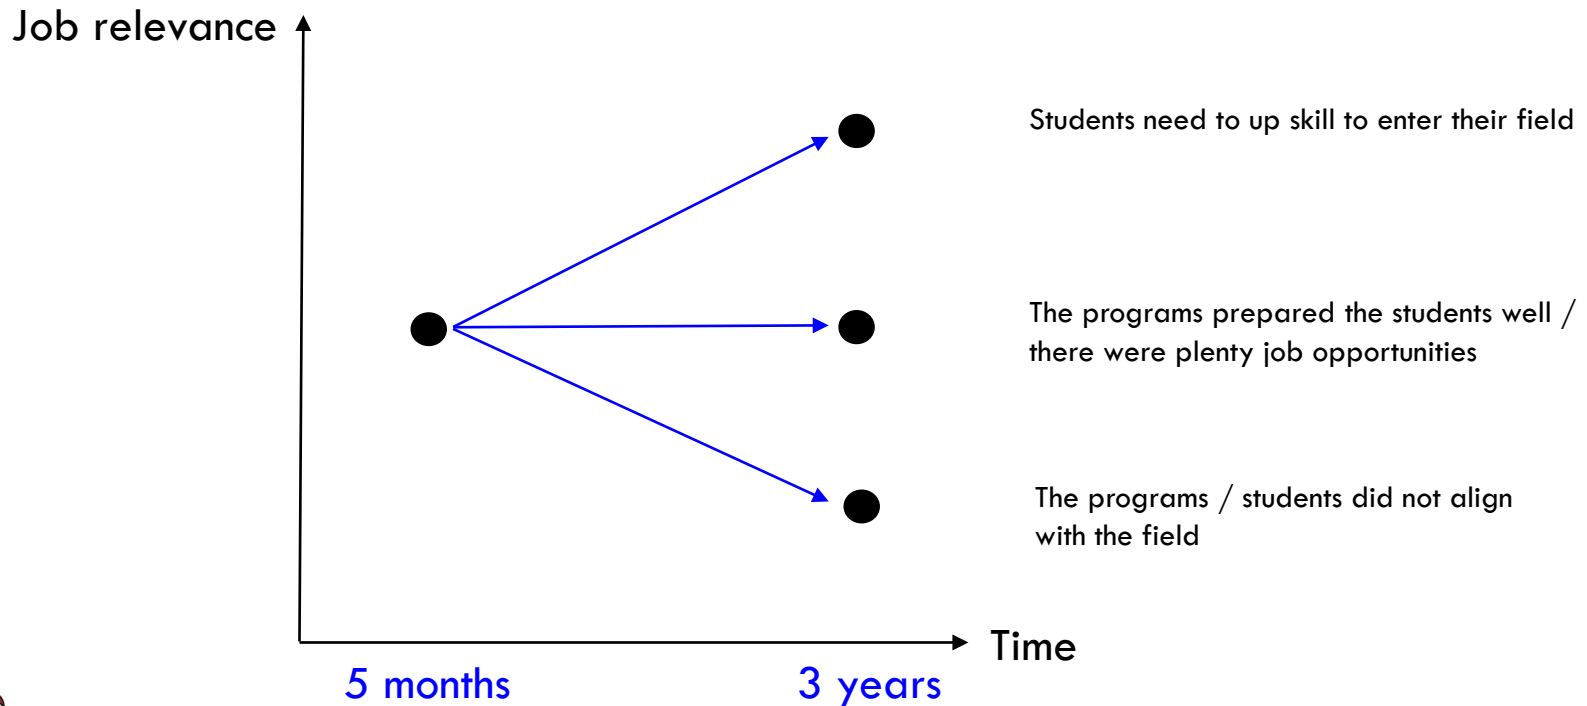 Job relevance
Students need to up skill to enter their field
The programs prepared the students well /
there were plenty job opportunities
The programs / students did not align
with the field
Time
5 months
3 years